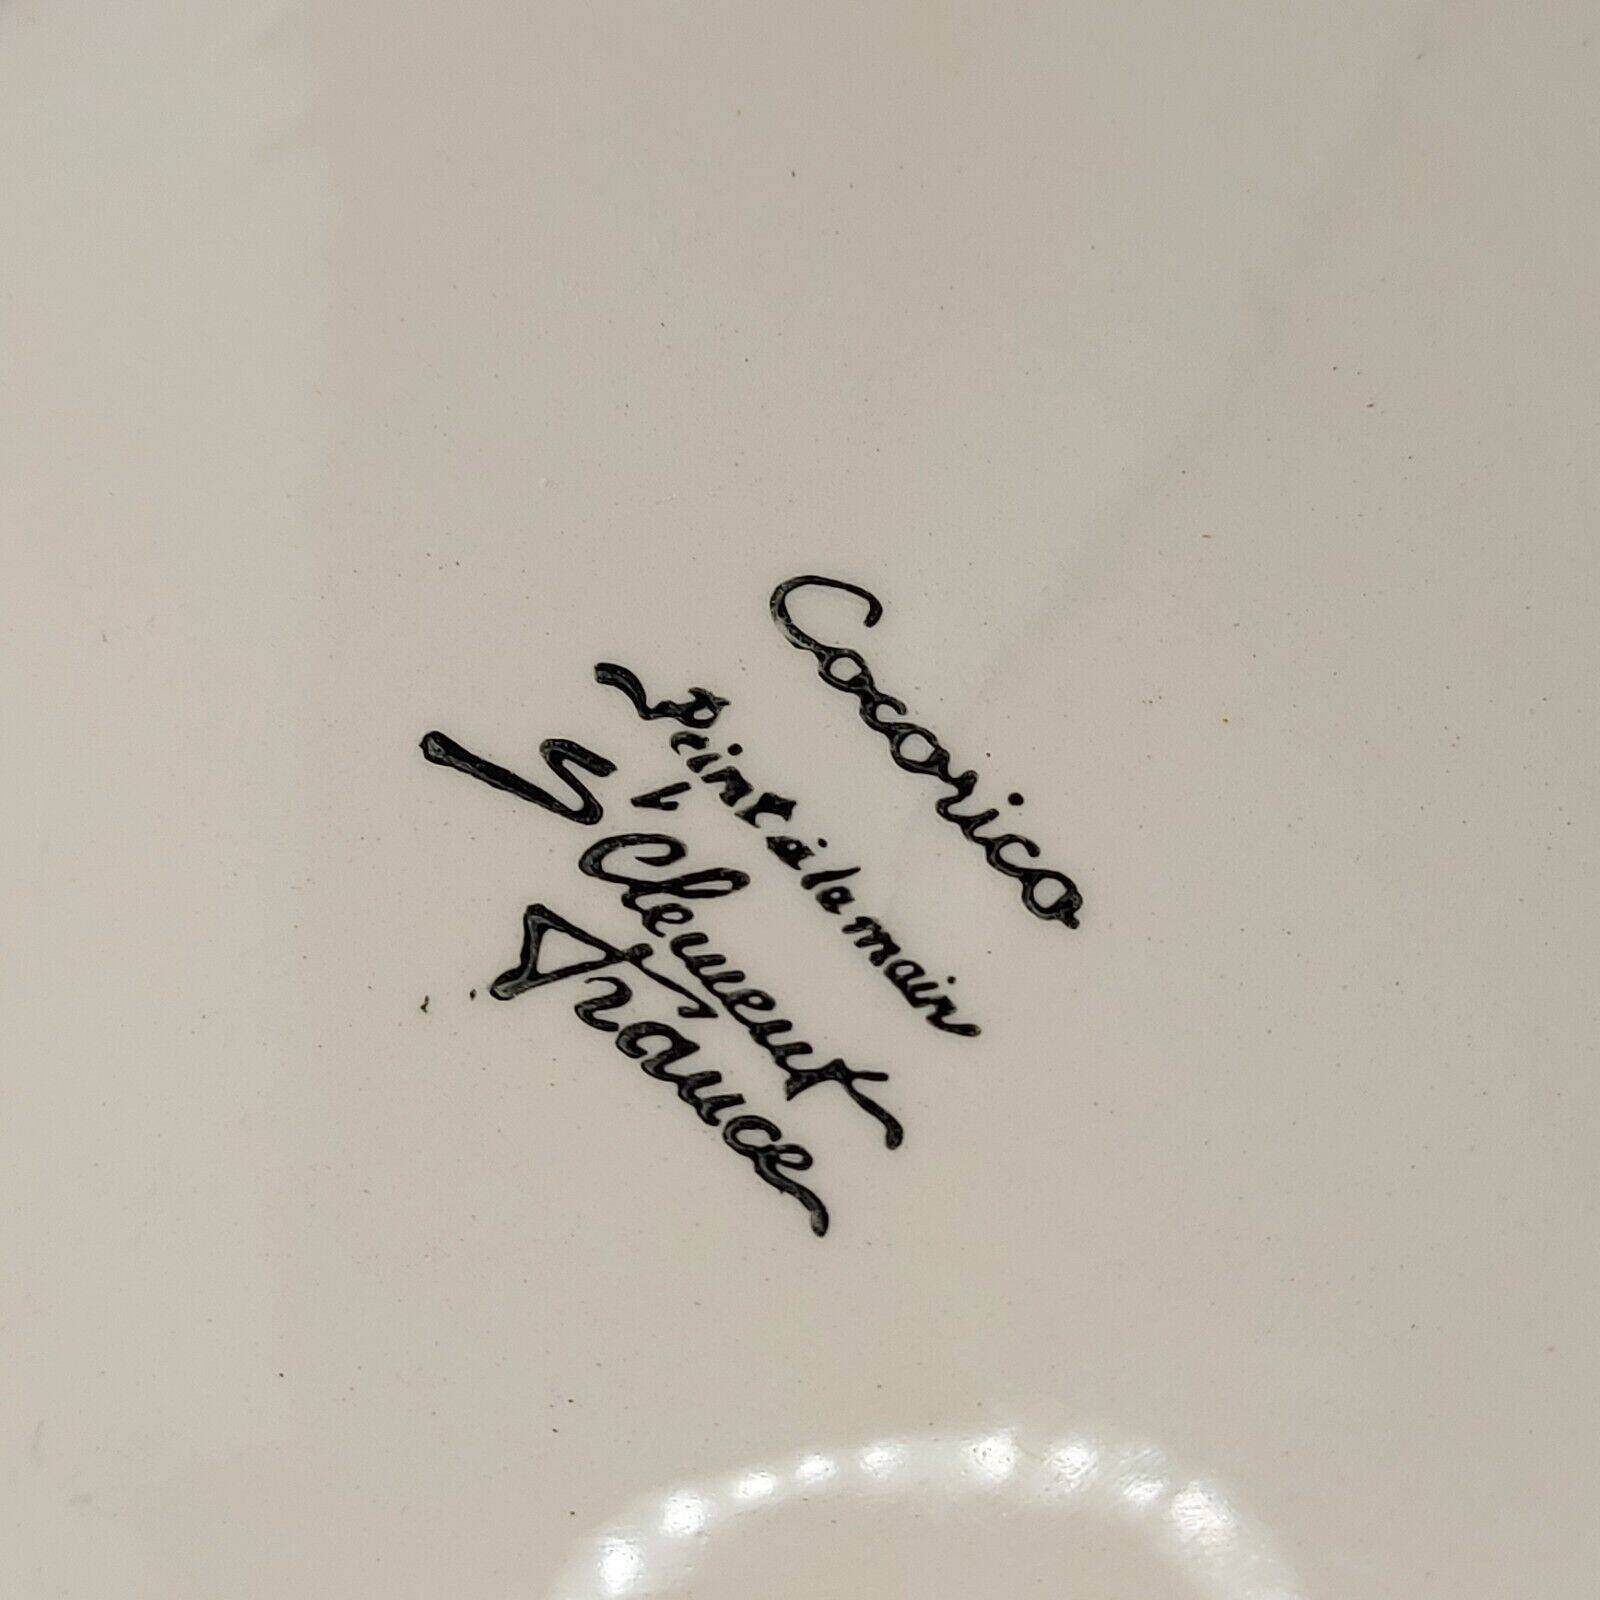 Cocorico
Peint à la main
St Clement
France